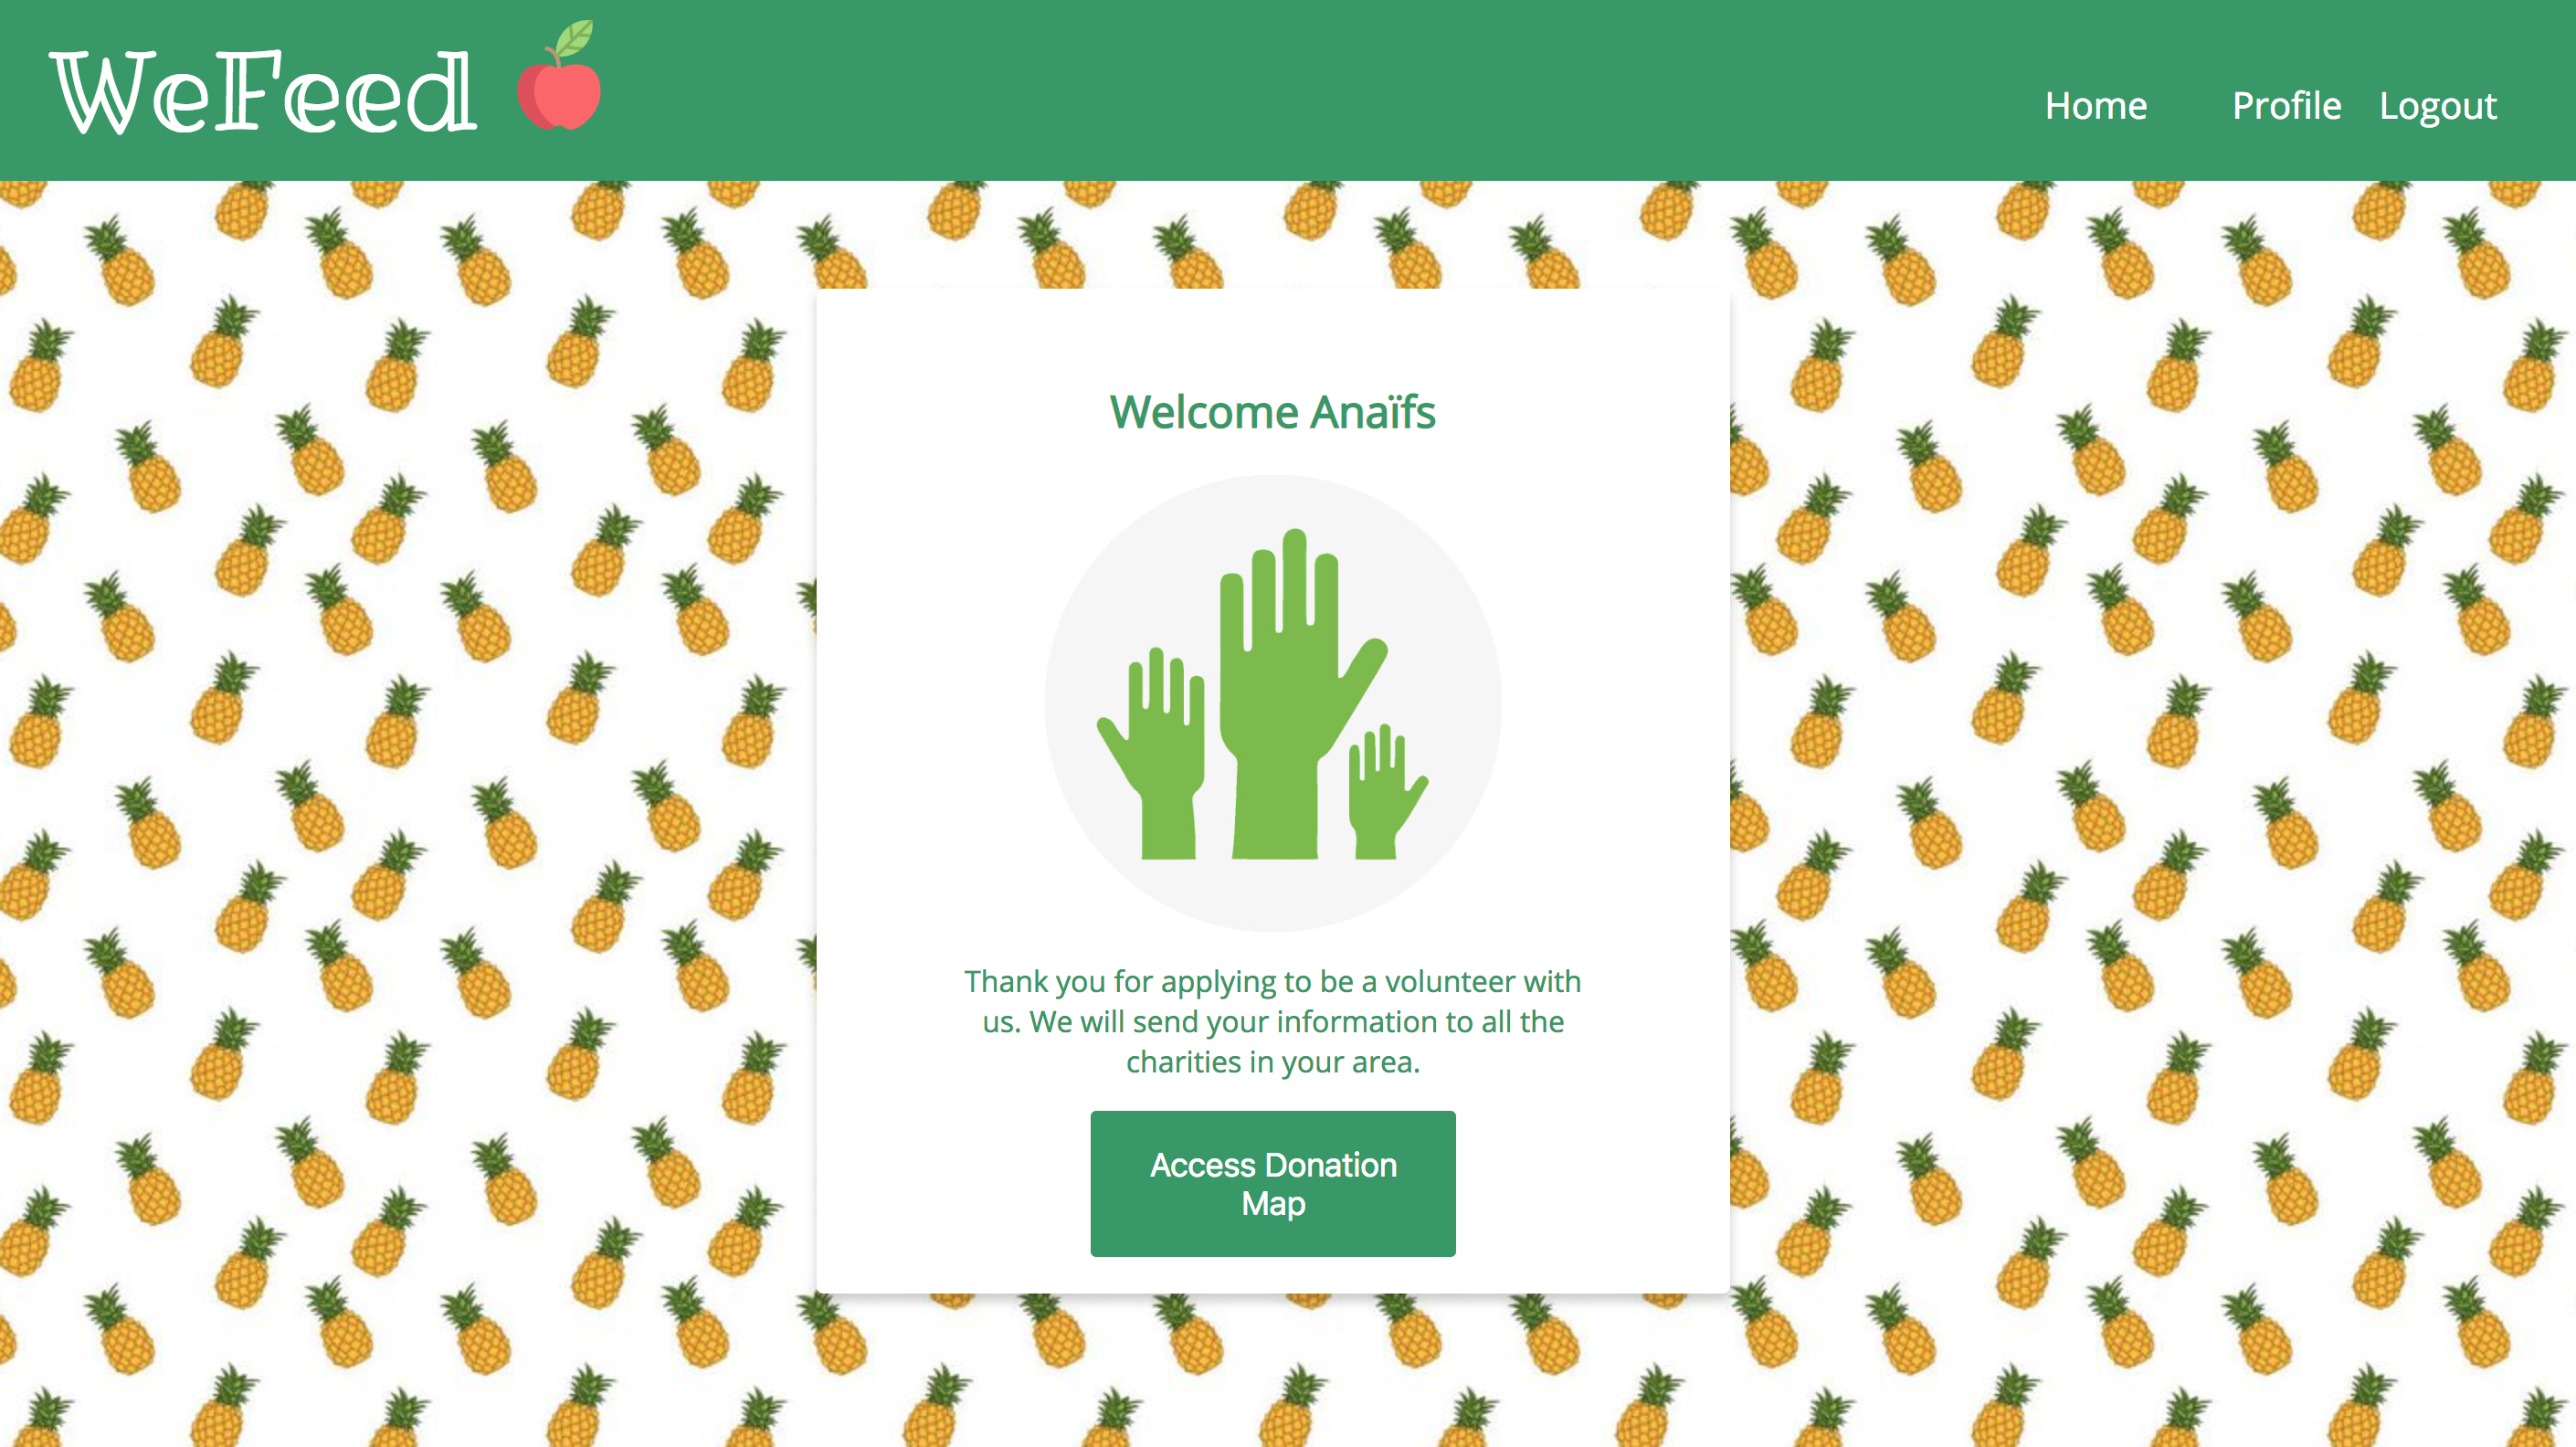 WeFeed
Home Profile Logout
Welcome Anaïfs
Thank you for applying to be a volunteer with
us. We will send your information to all the
charities in your area.
Access Donation
Map